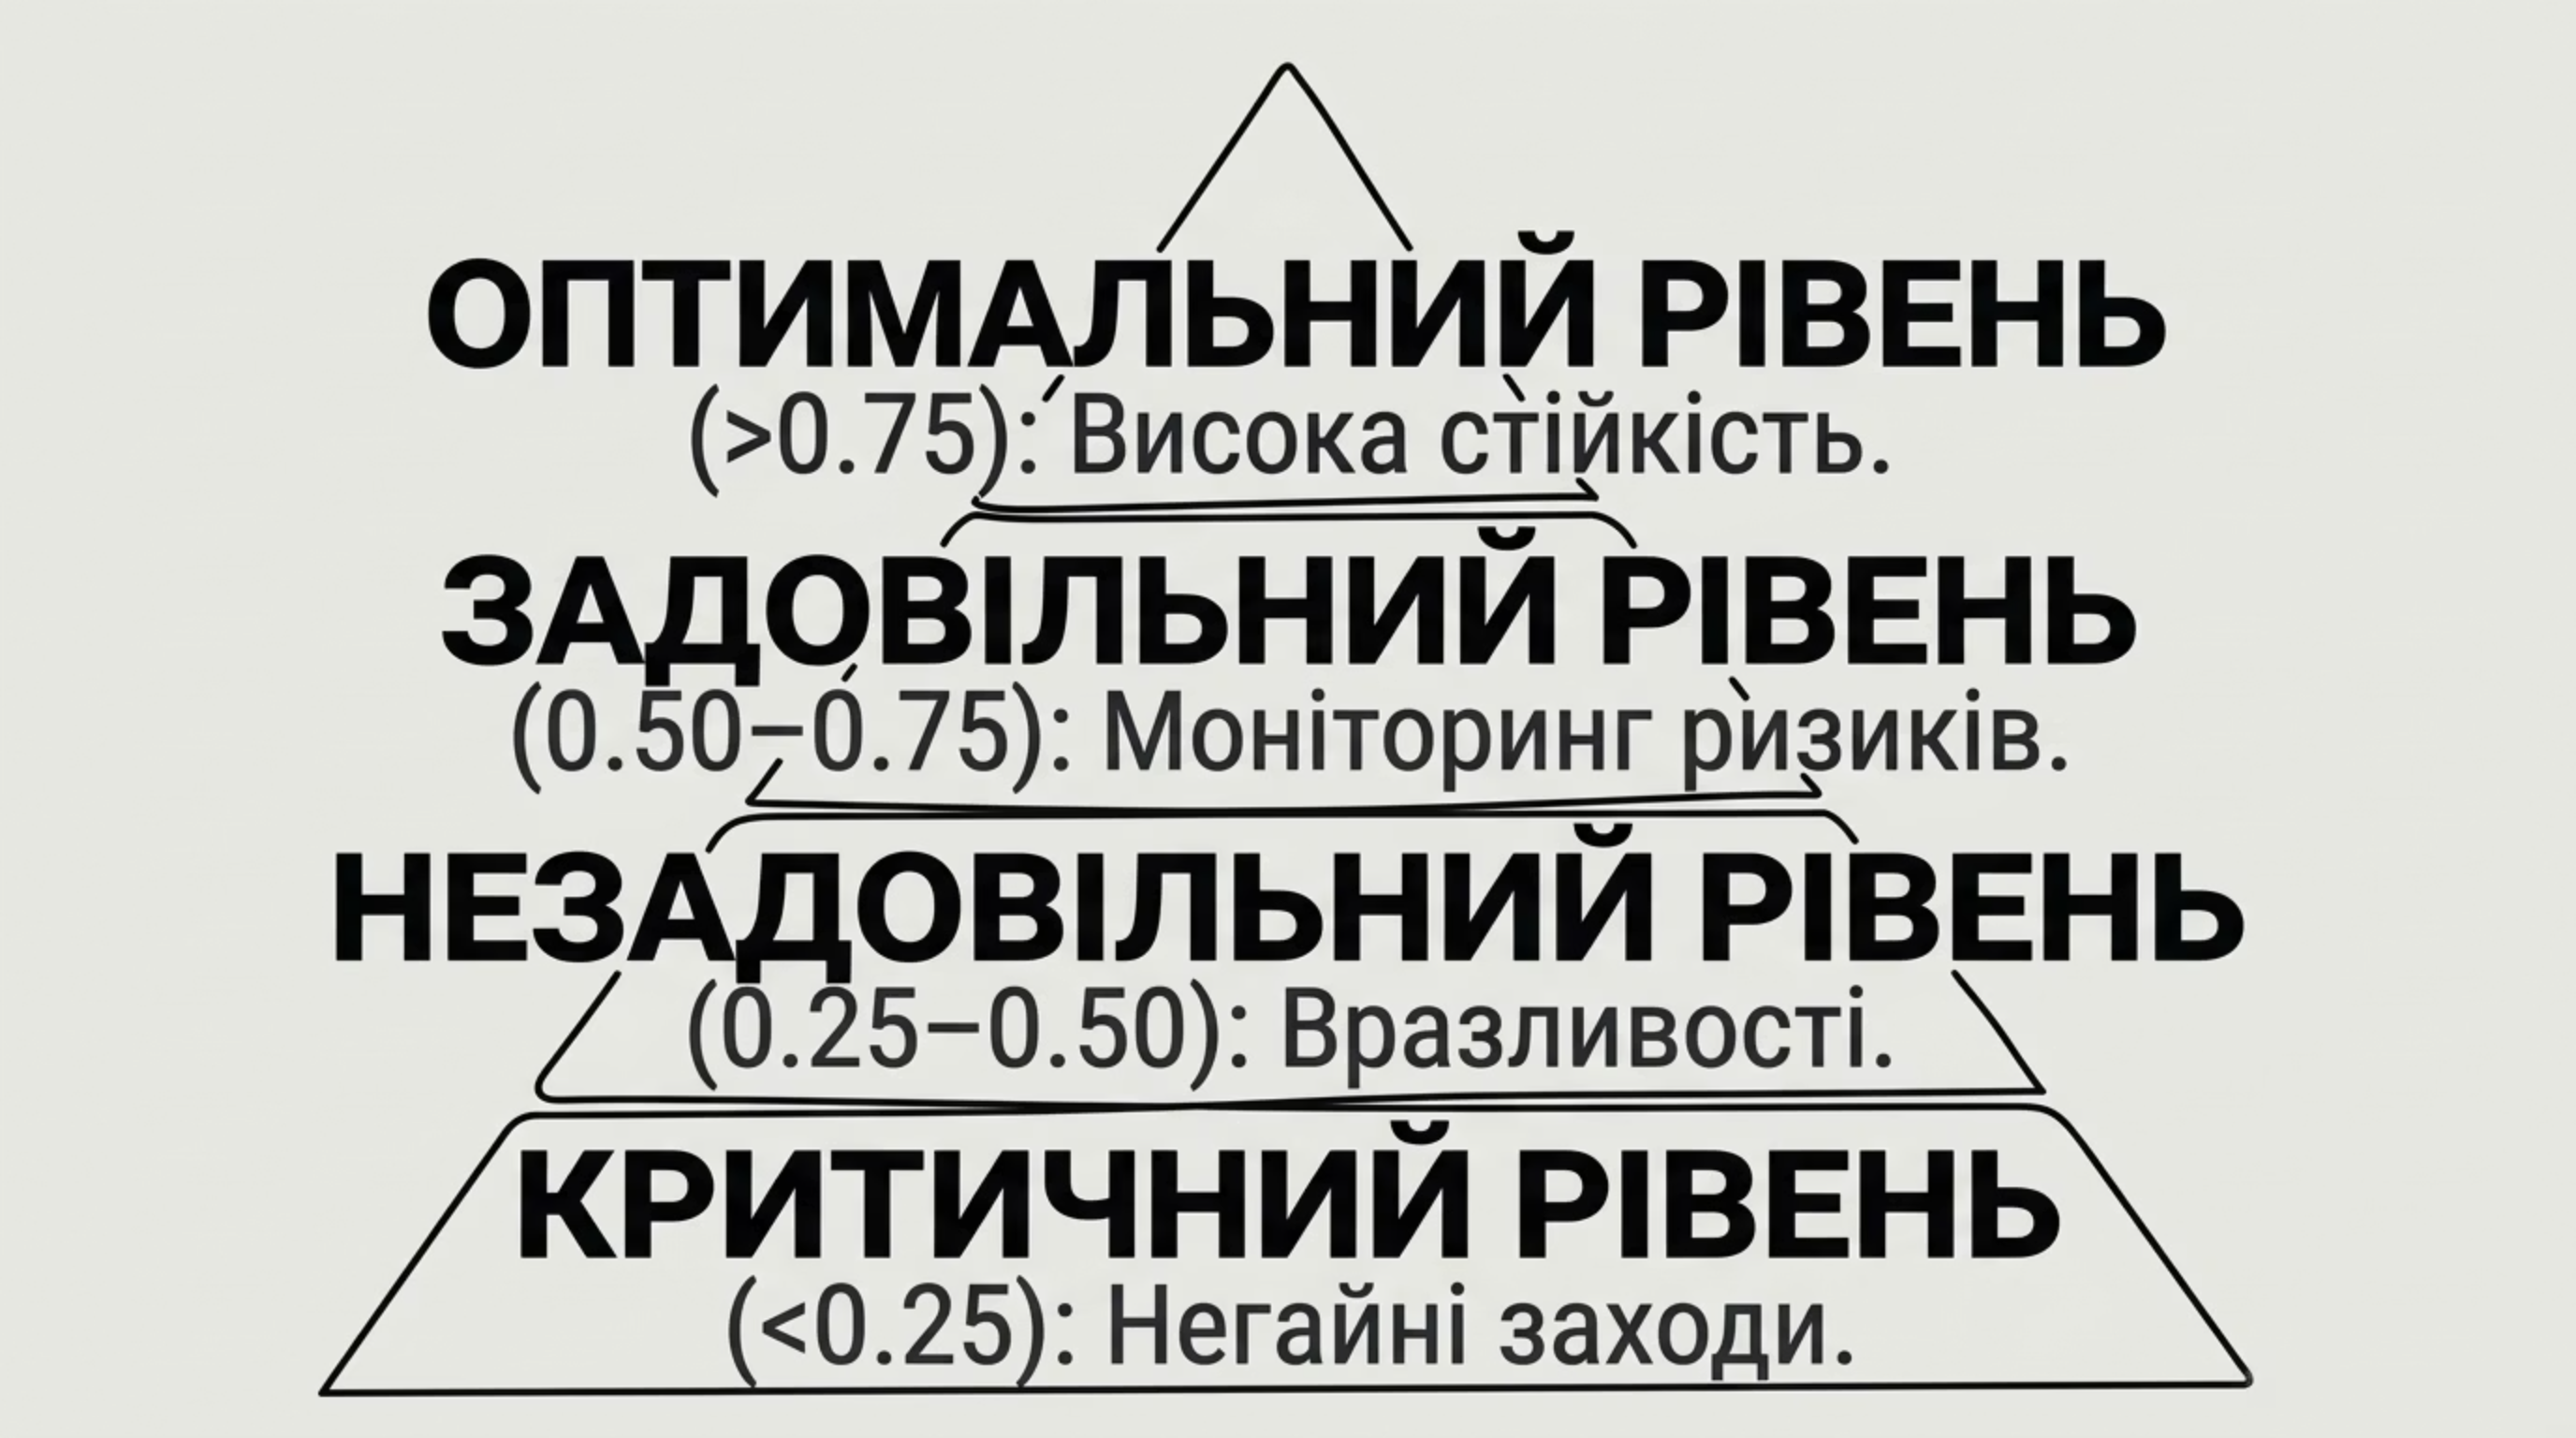 ОПТИМАЛЬНИЙ РІВЕНЬ
(>0.75): Висока стійкість.
ЗАДОВІЛЬНИЙ РІВЕНЬ
(0.50–0.75): Моніторинг ризиків.
НЕЗАДОВІЛЬНИЙ РІВЕНЬ
(0.25–0.50): Вразливості.
КРИТИЧНИЙ РІВЕНЬ
(<0.25): Негайні заходи.